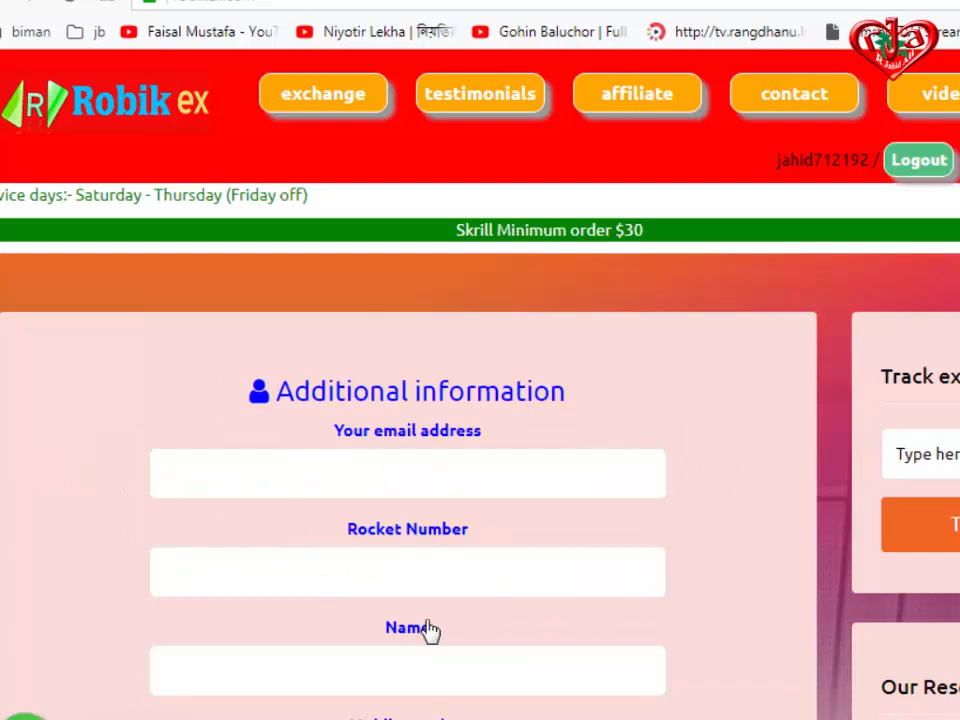 biman jb Faisal Mustafa - YouT Niyotir Lekha | নিয়তির Gohin Baluchor | Full http://tv.rangdhanu.l
R Robik ex
exchange testimonials affiliate contact vide
jahid712192 / Logout
vice days:- Saturday - Thursday (Friday off)
Skrill Minimum order $30
Additional information
Your email address
Rocket Number
Name
Track ex
Type her
T
Our Res